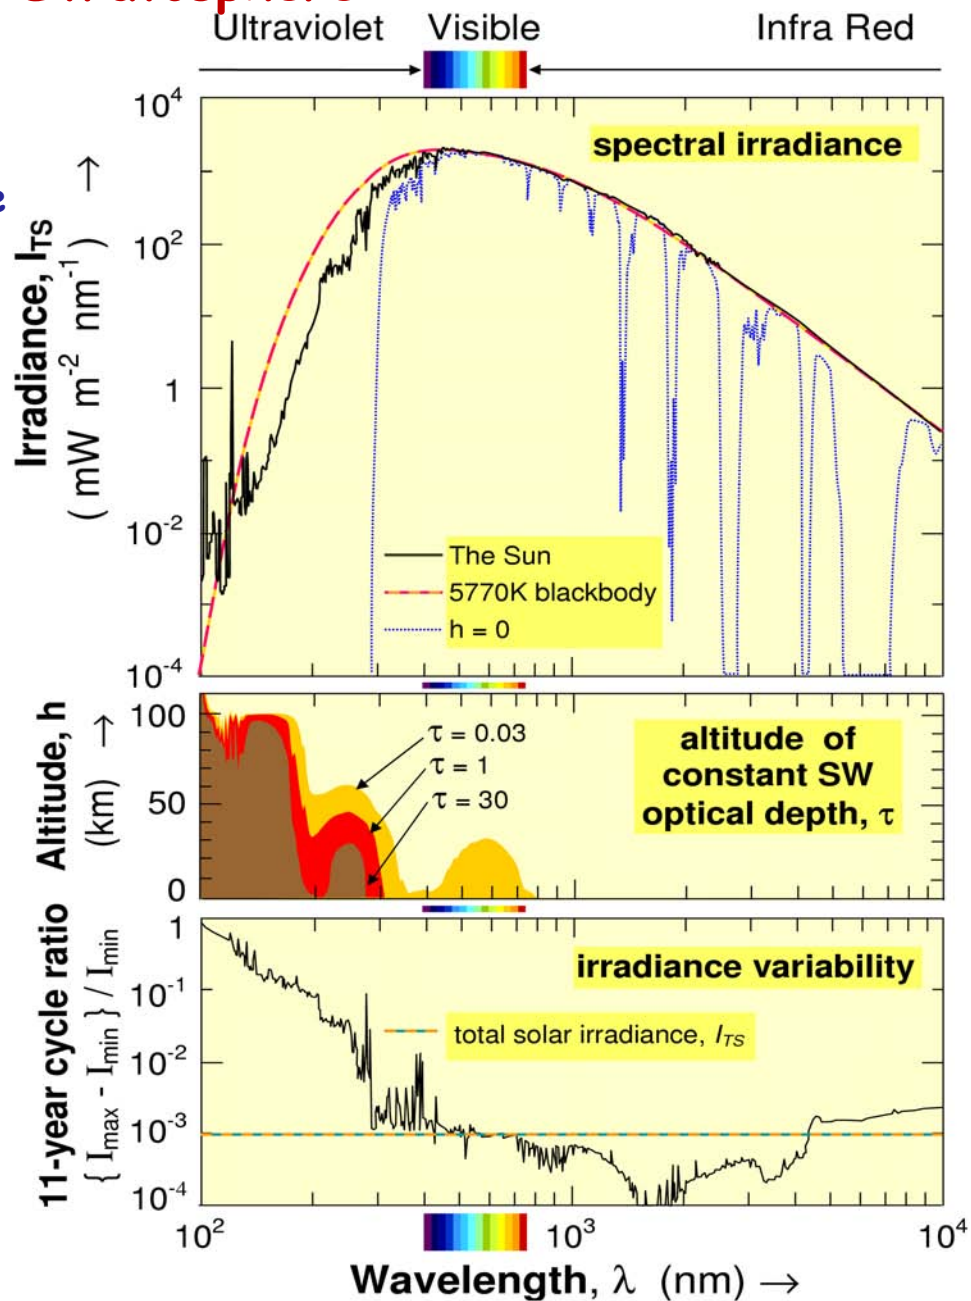 Ultraviolet Visible Infra Red
10^4
spectral irradiance
10^2
1
10^-2
10^-4
Irradiance, I_TS
( mW m^-2 nm^-1 ) →
The Sun
5770K blackbody
h = 0
100
50
0
Altitude, h
(km) →
τ = 0.03
τ = 1
τ = 30
altitude of
constant SW
optical depth, τ
1
10^-1
10^-2
10^-3
10^-4
11-year cycle ratio
{ I_max - I_min } / I_min
irradiance variability
total solar irradiance, I_TS
10^2 10^3 10^4
Wavelength, λ (nm) →